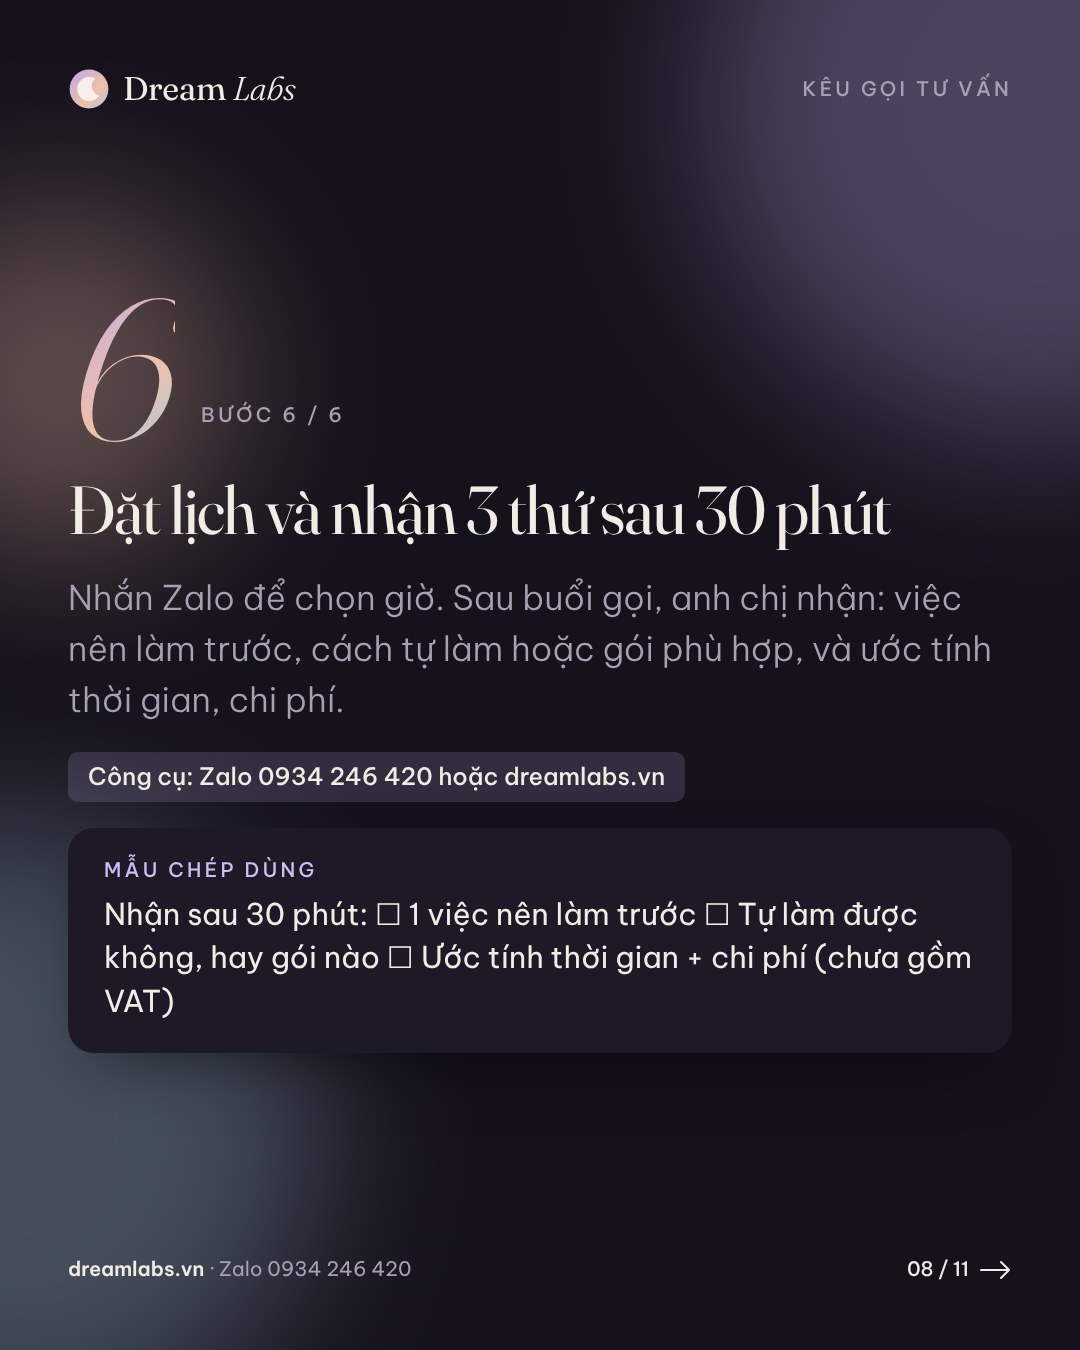 Dream Labs
KÊU GỌI TƯ VẤN
6
BƯỚC 6 / 6
Đặt lịch và nhận 3 thứ sau 30 phút
Nhắn Zalo để chọn giờ. Sau buổi gọi, anh chị nhận: việc
nên làm trước, cách tự làm hoặc gói phù hợp, và ước tính
thời gian, chi phí.
Công cụ: Zalo 0934 246 420 hoặc dreamlabs.vn
MẪU CHÉP DÙNG
Nhận sau 30 phút: ☐ 1 việc nên làm trước ☐ Tự làm được
không, hay gói nào ☐ Ước tính thời gian + chi phí (chưa gồm
VAT)
dreamlabs.vn · Zalo 0934 246 420
08 / 11 →